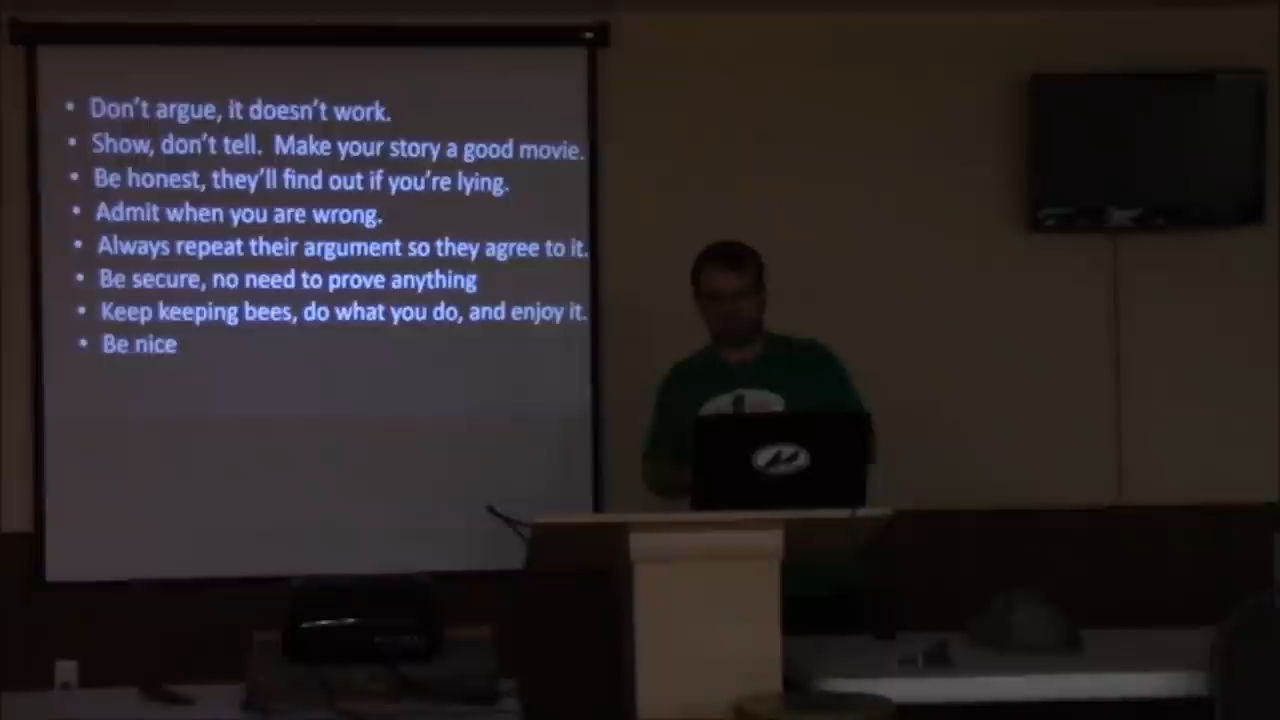 • Don't argue, it doesn't work.
• Show, don't tell.  Make your story a good movie.
• Be honest, they'll find out if you're lying.
• Admit when you are wrong.
• Always repeat their argument so they agree to it.
• Be secure, no need to prove anything
• Keep keeping bees, do what you do, and enjoy it.
• Be nice